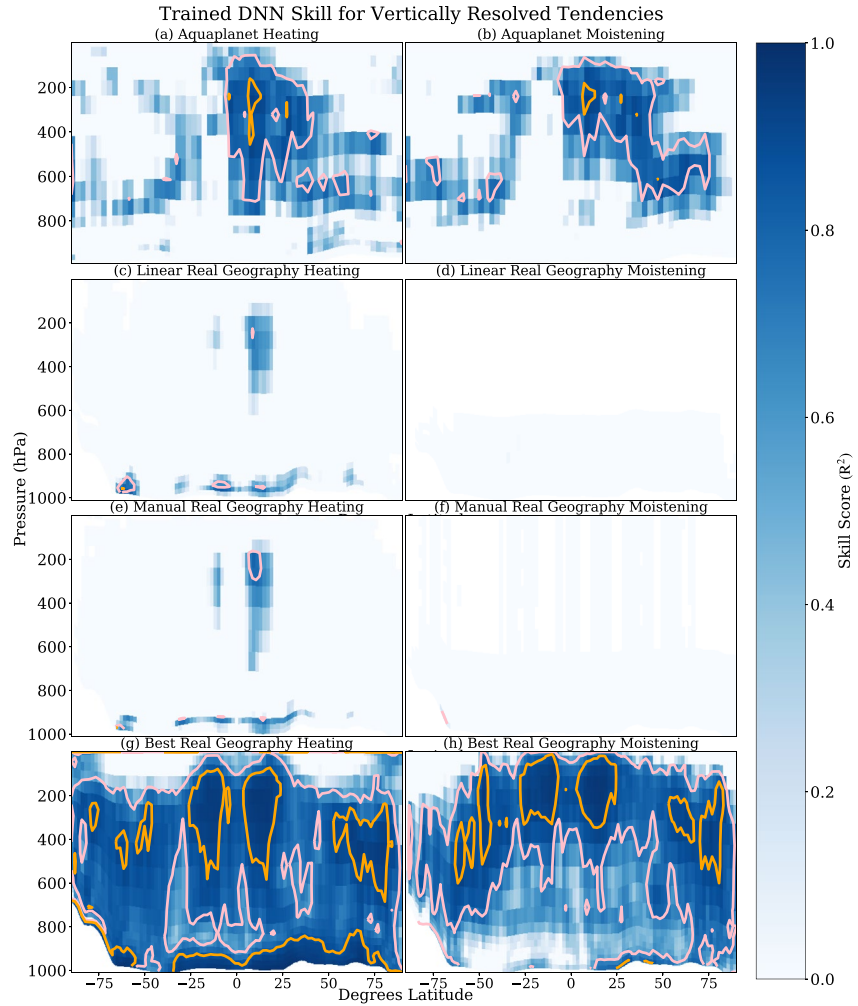 Trained DNN Skill for Vertically Resolved Tendencies
(a) Aquaplanet Heating
(b) Aquaplanet Moistening
200
400
600
800
(c) Linear Real Geography Heating
(d) Linear Real Geography Moistening
200
400
600
800
1000
(e) Manual Real Geography Heating
(f) Manual Real Geography Moistening
200
400
600
800
1000
(g) Best Real Geography Heating
(h) Best Real Geography Moistening
200
400
600
800
1000
−75 −50 −25 0 25 50 75
−75 −50 −25 0 25 50 75
Degrees Latitude
Pressure (hPa)
1.0
0.8
0.6
0.4
0.2
0.0
Skill Score (R²)